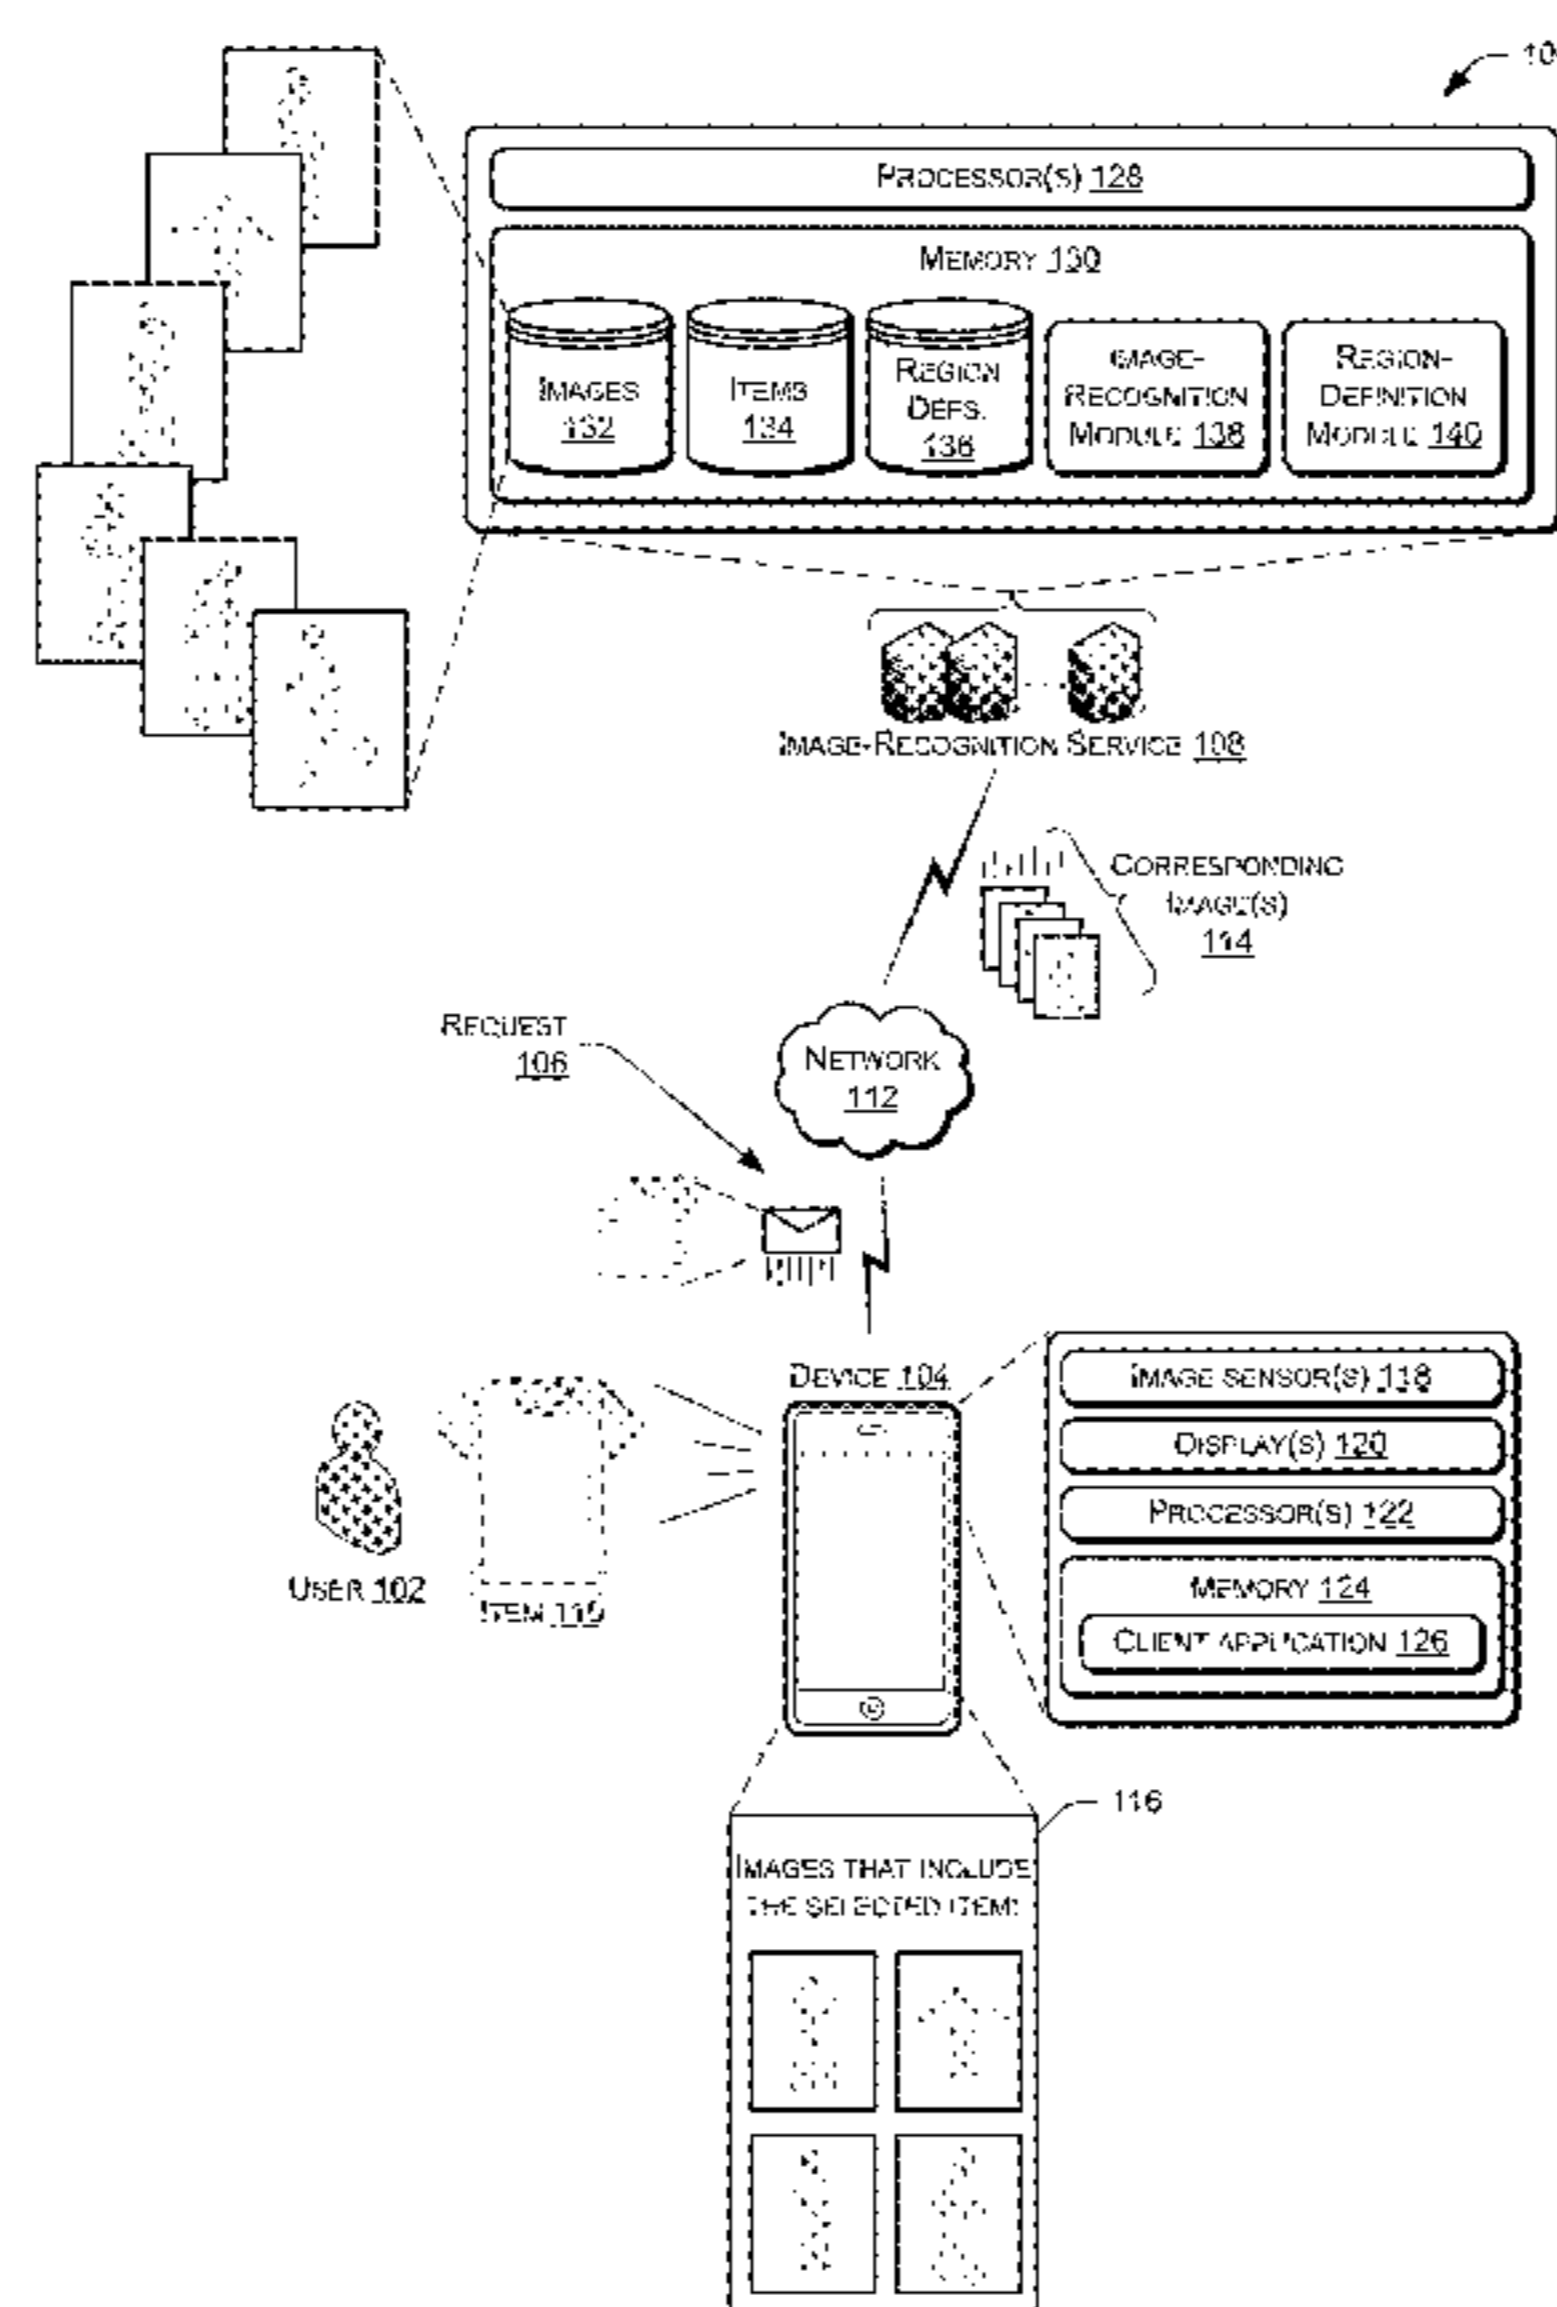 10
PROCESSOR(S) 128
MEMORY 130
IMAGES
132
ITEMS
134
REGION
DEFS.
136
IMAGE-
RECOGNITION
MODULE 138
REGION-
DEFINITION
MODULE 140
IMAGE-RECOGNITION SERVICE 108
CORRESPONDING
IMAGE(S)
114
REQUEST
106
NETWORK
112
DEVICE 104
IMAGE SENSOR(S) 118
DISPLAY(S) 120
PROCESSOR(S) 122
MEMORY 124
CLIENT APPLICATION 126
USER 102
ITEM 110
116
IMAGES THAT INCLUDE
THE SELECTED ITEM: